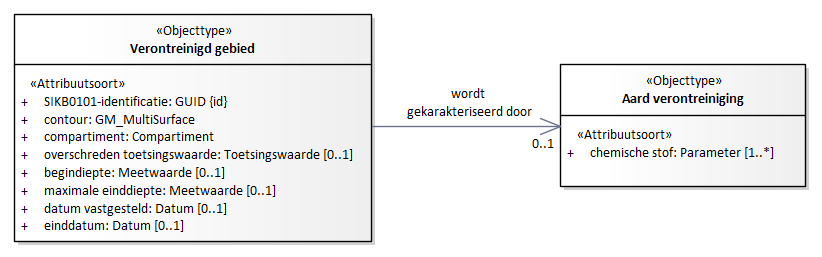 «Objecttype»
Verontreinigd gebied
«Attribuutsoort»
+ SIKB0101-identificatie: GUID {id}
+ contour: GM_MultiSurface
+ compartiment: Compartiment
+ overschreden toetsingswaarde: Toetsingswaarde [0..1]
+ begindiepte: Meetwaarde [0..1]
+ maximale einddiepte: Meetwaarde [0..1]
+ datum vastgesteld: Datum [0..1]
+ einddatum: Datum [0..1]
wordt
gekarakteriseerd door
0..1
«Objecttype»
Aard verontreiniging
«Attribuutsoort»
+ chemische stof: Parameter [1..*]